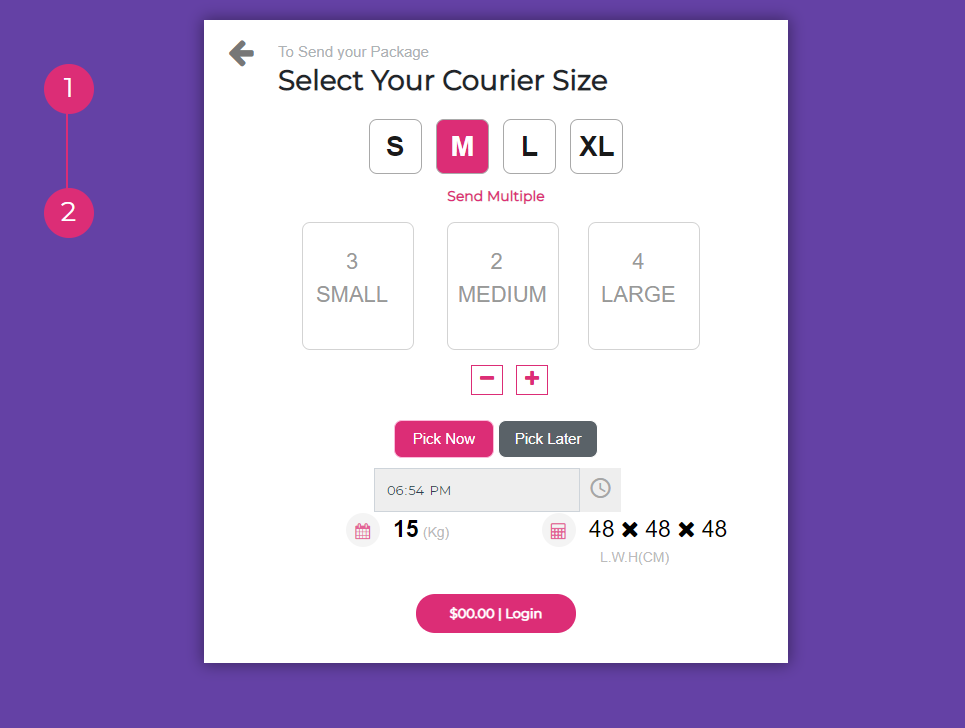 1
2
To Send your Package
Select Your Courier Size
S M L XL
Send Multiple
3 2 4
SMALL MEDIUM LARGE
Pick Now Pick Later
06:54 PM
15 (Kg) 48 ✖ 48 ✖ 48
L.W.H(CM)
$00.00 | Login